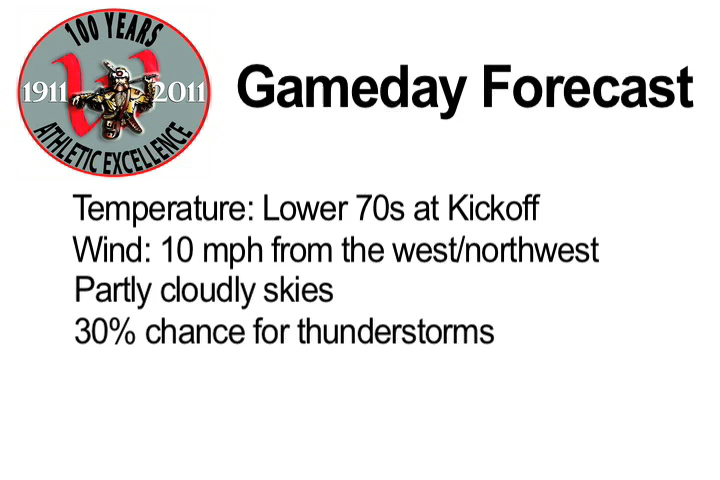 100 YEARS
1911 W 2011
ATHLETIC EXCELLENCE
Gameday Forecast
Temperature: Lower 70s at Kickoff
Wind: 10 mph from the west/northwest
Partly cloudly skies
30% chance for thunderstorms